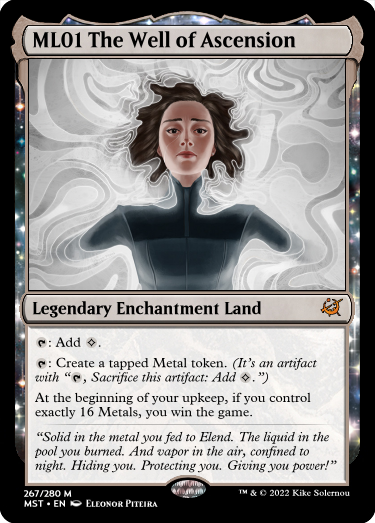 ML01 The Well of Ascension
Legendary Enchantment Land
: Add .
: Create a tapped Metal token. (It's an artifact
with “, Sacrifice this artifact: Add .”)
At the beginning of your upkeep, if you control
exactly 16 Metals, you win the game.
“Solid in the metal you fed to Elend. The liquid in the
pool you burned. And vapor in the air, confined to
night. Hiding you. Protecting you. Giving you power!”
267/280 M
MST • EN Eleonor Piteira
™ & © 2022 Kike Solernou